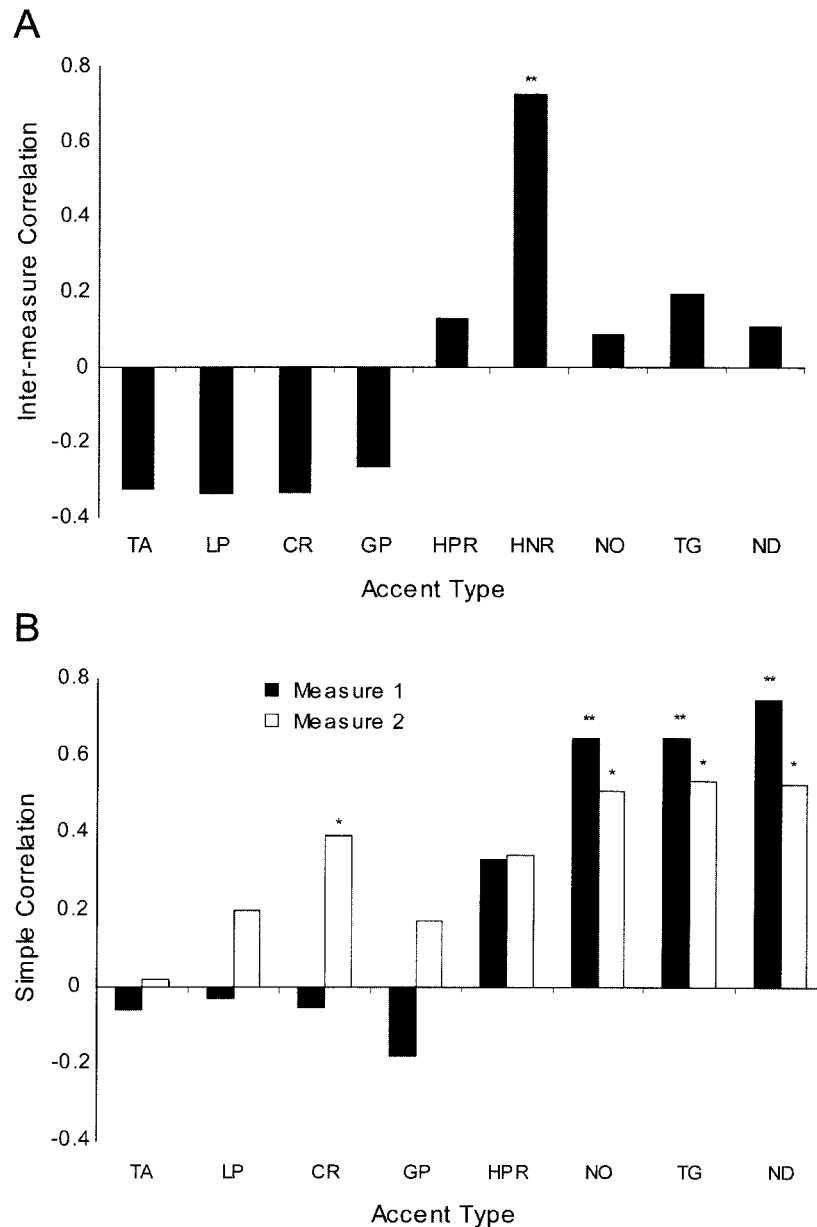 A
0.8
**
0.6
0.4
0.2
0
-0.2
-0.4
Inter-measure Correlation
TA LP CR GP HPR HNR NO TG ND
Accent Type
B
0.8
Measure 1
Measure 2
** ** **
0.6
* * *
0.4
*
0.2
0
-0.2
-0.4
Simple Correlation
TA LP CR GP HPR NO TG ND
Accent Type